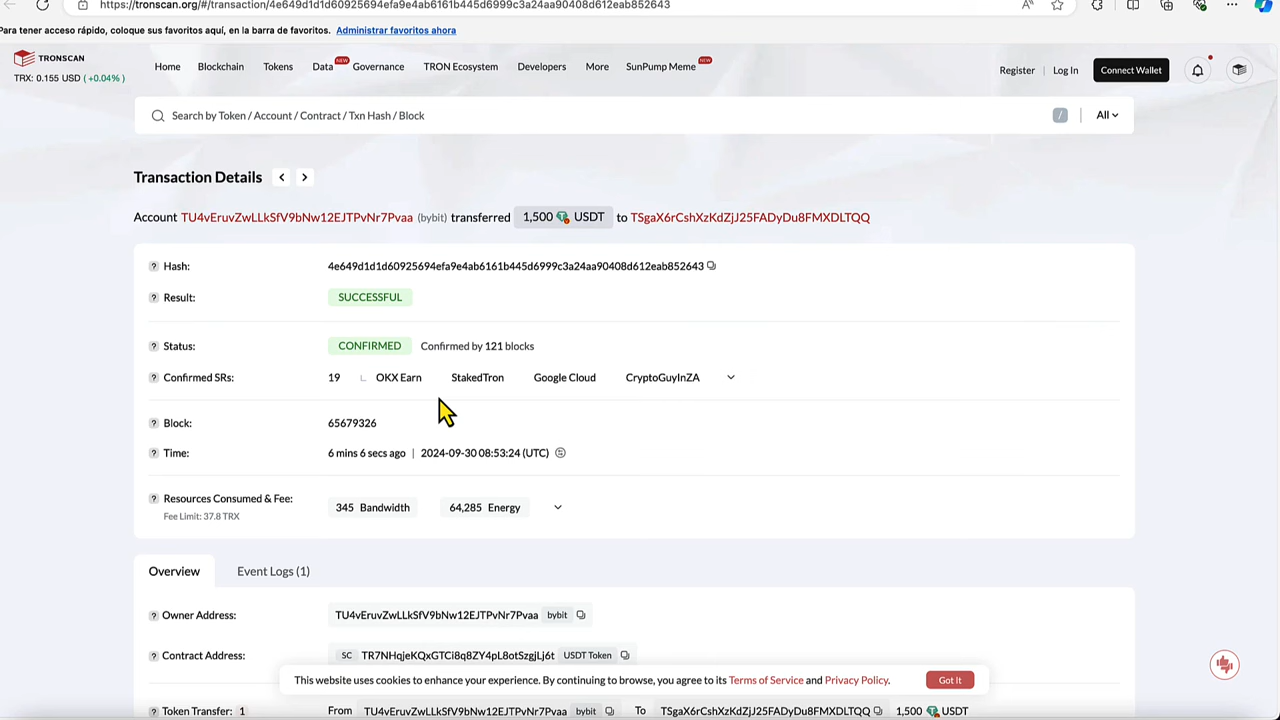 https://tronscan.org/#/transaction/4e649d1d1d60925694efa9e4ab6161b445d6999c3a24aa90408d612eab852643
Para tener acceso rápido, coloque sus favoritos aquí, en la barra de favoritos. Administrar favoritos ahora
TRONSCAN
TRX: 0.155 USD (+0.04%)
Home Blockchain Tokens Data NEW Governance TRON Ecosystem Developers More SunPump Meme NEW
Register | Log In Connect Wallet
Search by Token / Account / Contract / Txn Hash / Block / All
Transaction Details < >
Account TU4vEruvZwLLkSfV9bNw12EJTPvNr7Pvaa (bybit) transferred 1,500 USDT to TSgaX6rCshXzKdZjJ25FADyDu8FMXDLTQQ
? Hash: 4e649d1d1d60925694efa9e4ab6161b445d6999c3a24aa90408d612eab852643
? Result: SUCCESSFUL
? Status: CONFIRMED Confirmed by 121 blocks
? Confirmed SRs: 19 OKX Earn StakedTron Google Cloud CryptoGuyInZA
? Block: 65679326
? Time: 6 mins 6 secs ago | 2024-09-30 08:53:24 (UTC)
? Resources Consumed & Fee: 345 Bandwidth 64,285 Energy
Fee Limit: 37.8 TRX
Overview Event Logs (1)
? Owner Address: TU4vEruvZwLLkSfV9bNw12EJTPvNr7Pvaa bybit
? Contract Address: SC TR7NHqjeKQxGTCi8q8ZY4pL8otSzgjLj6t USDT Token
This website uses cookies to enhance your experience. By continuing to browse, you agree to its Terms of Service and Privacy Policy. Got It
? Token Transfer: 1 From TU4vEruvZwLLkSfV9bNw12EJTPvNr7Pvaa bybit To TSgaX6rCshXzKdZjJ25FADyDu8FMXDLTQQ 1,500 USDT